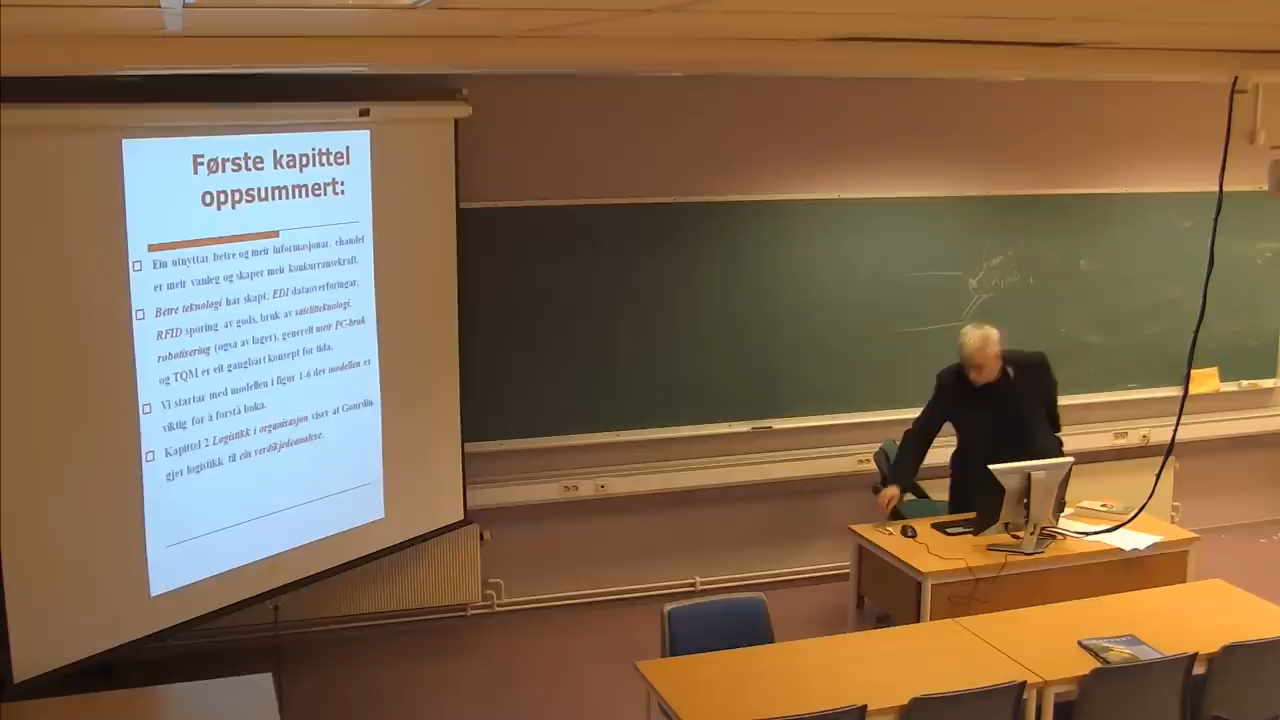 Første kapittel
oppsummert:
Ein utnyttar betre og meir informasjonar, ehandel
er meir vanleg og skaper meir konkurransekraft.
Betre teknologi har skapt; EDI dataoverføringar,
RFID sporing av gods, bruk av satelitteknologi,
robotisering (også av lager), generelt meir PC-bruk
og TQM er eit gangbart konsept for tida.
Vi startar med modellen i figur 1-6 der modellen er
viktig for å forstå boka.
Kapittel 2 Logistikk i organisasjon viser at Gourdin
gjer logistikk til ein verdikjedeanalyse.